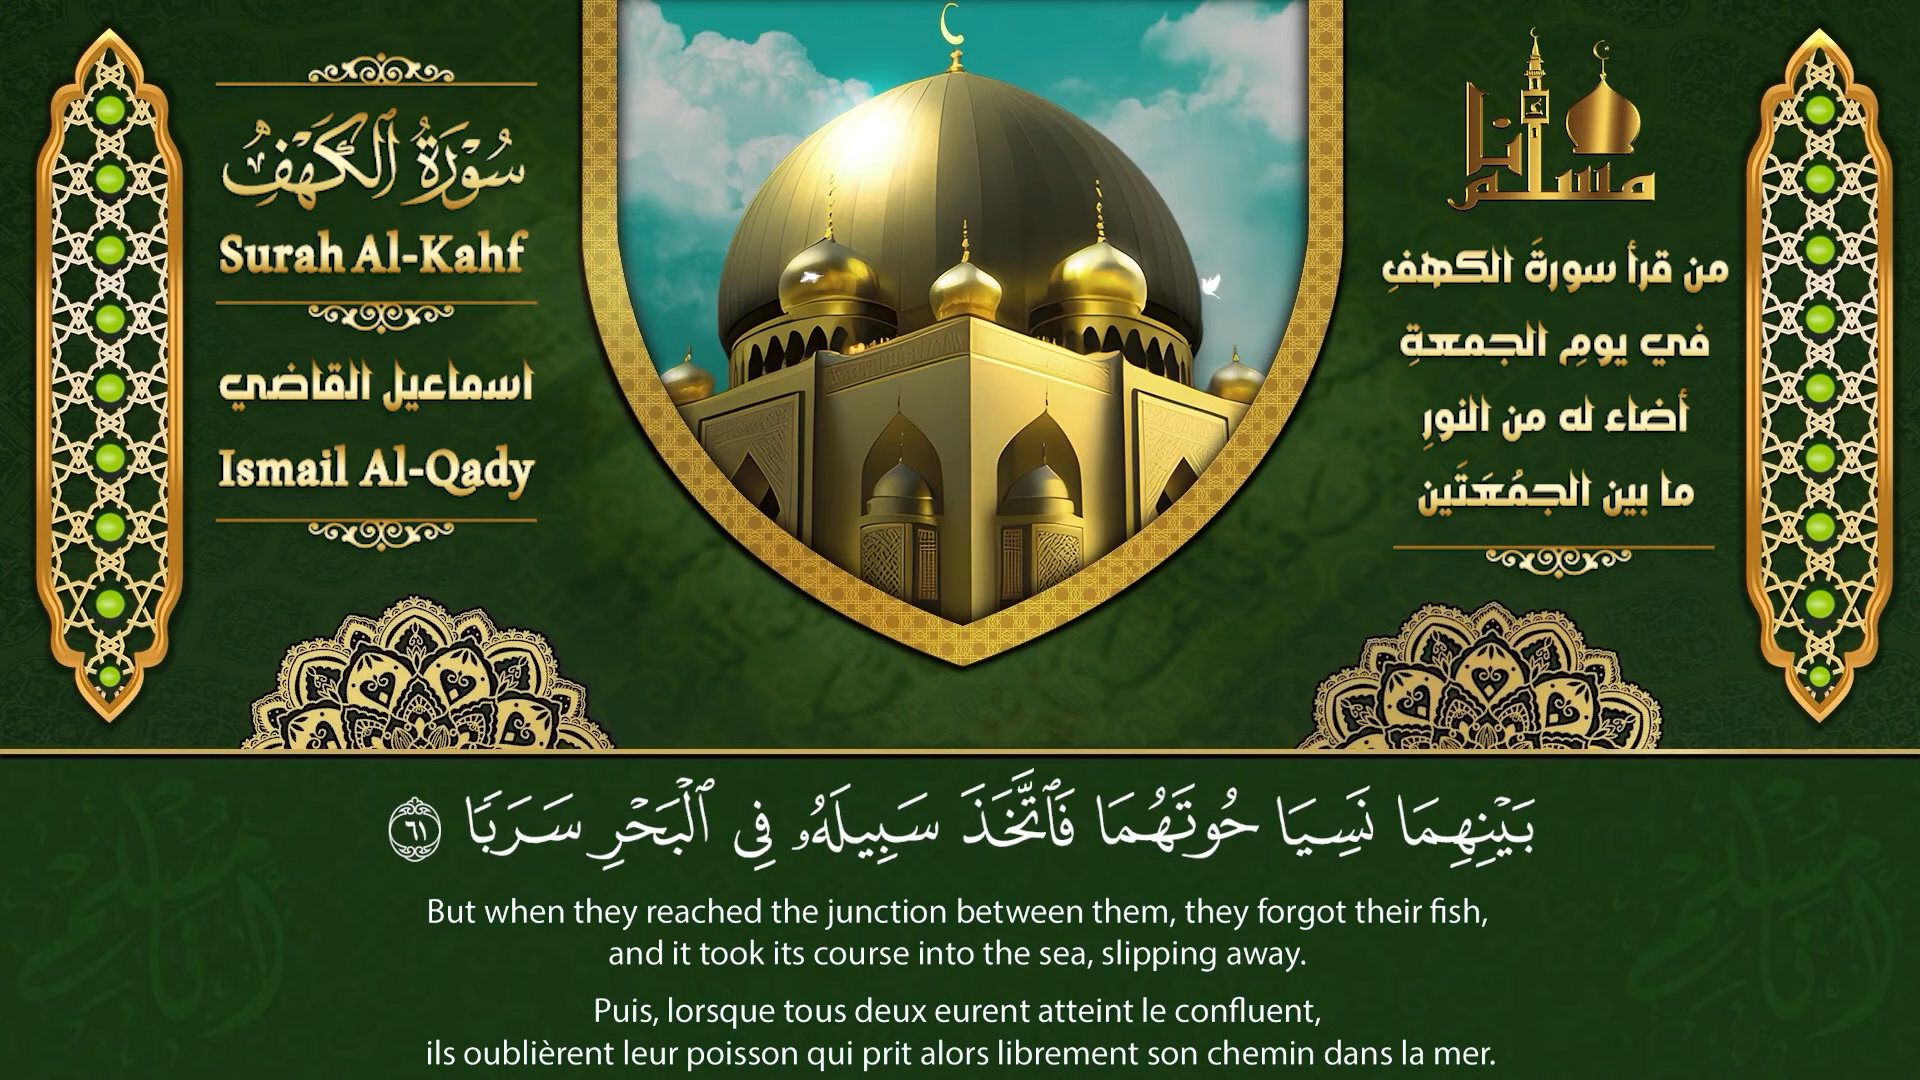 سُورَةُ ٱلْكَهْفِ
Surah Al-Kahf
اسماعيل القاضي
Ismail Al-Qady
أنا
مسلم
من قرأ سورةَ الكهفِ
في يومِ الجمعةِ
أضاء له من النورِ
ما بين الجمُعَتَين
بَيْنِهِمَا نَسِيَا حُوتَهُمَا فَٱتَّخَذَ سَبِيلَهُۥ فِى ٱلْبَحْرِ سَرَبًا ٦١
But when they reached the junction between them, they forgot their fish,
and it took its course into the sea, slipping away.
Puis, lorsque tous deux eurent atteint le confluent,
ils oublièrent leur poisson qui prit alors librement son chemin dans la mer.